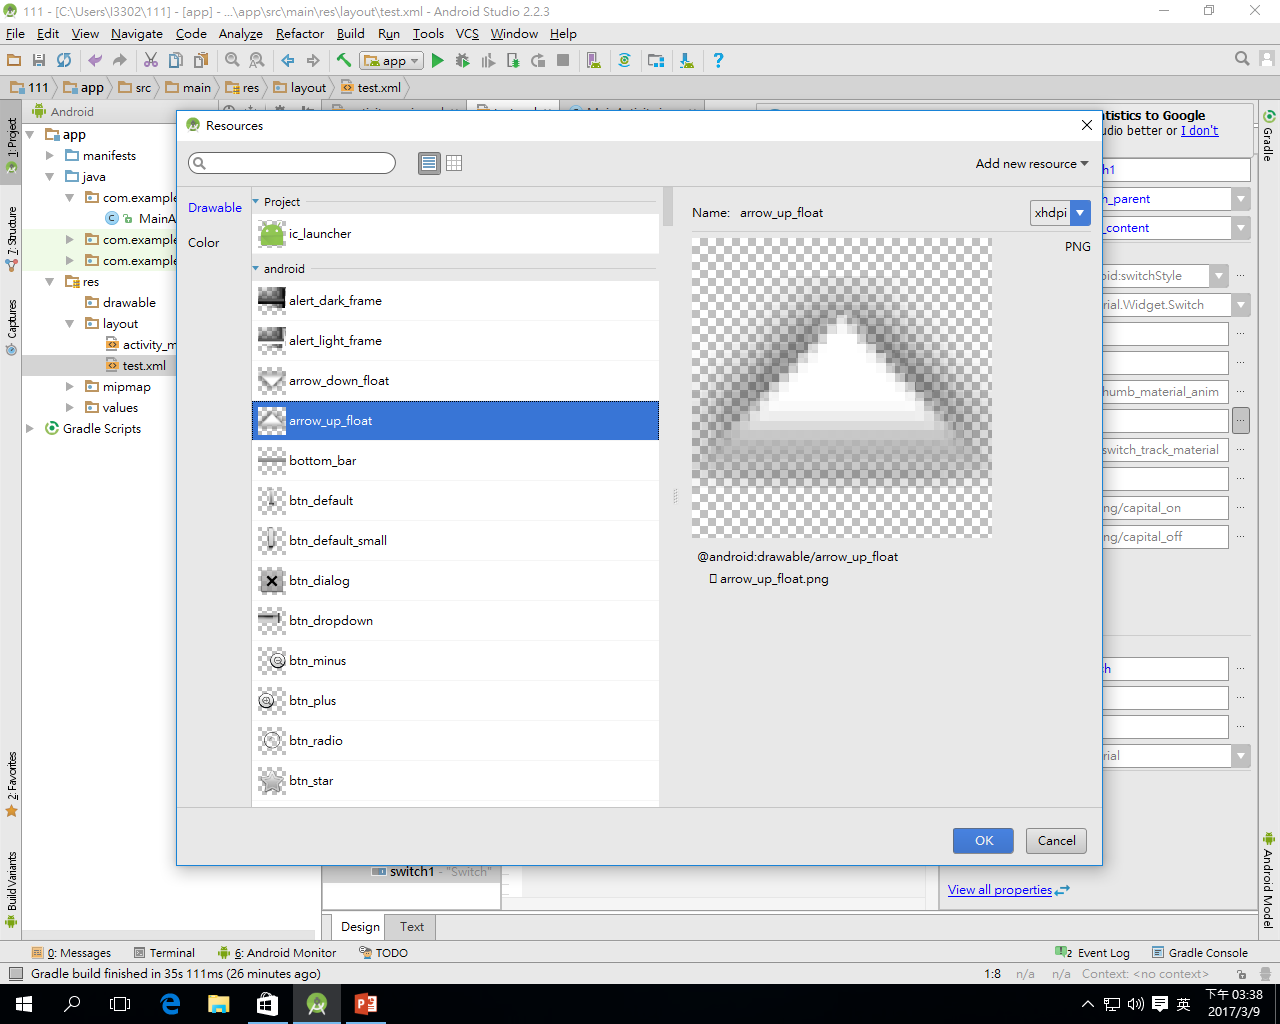 111 - [C:\Users\I3302\111] - [app] - ...\app\src\main\res\layout\test.xml - Android Studio 2.2.3
File Edit View Navigate Code Analyze Refactor Build Run Tools VCS Window Help
app
111 app src main res layout test.xml
Android
tistics to Google
udio better or I don't
1: Project
Z: Structure
Captures
2: Favorites
Build Variants
Gradle
Android Model
app
manifests
java
com.example
MainA
com.example
com.example
res
drawable
layout
activity_m
test.xml
mipmap
values
Gradle Scripts
Resources
Add new resource
Drawable
Color
Project
ic_launcher
android
alert_dark_frame
alert_light_frame
arrow_down_float
arrow_up_float
bottom_bar
btn_default
btn_default_small
btn_dialog
btn_dropdown
btn_minus
btn_plus
btn_radio
btn_star
Name: arrow_up_float
xhdpi
PNG
@android:drawable/arrow_up_float
arrow_up_float.png
OK
Cancel
h1
_parent
_content
oid:switchStyle
rial.Widget.Switch
humb_material_anim
switch_track_material
ng/capital_on
ng/capital_off
ch
rial
switch1 - "Switch"
View all properties
Design Text
0: Messages Terminal 6: Android Monitor TODO
2 Event Log Gradle Console
Gradle build finished in 35s 111ms (26 minutes ago)
1:8 n/a n/a Context: <no context>
英
下午 03:38
2017/3/9